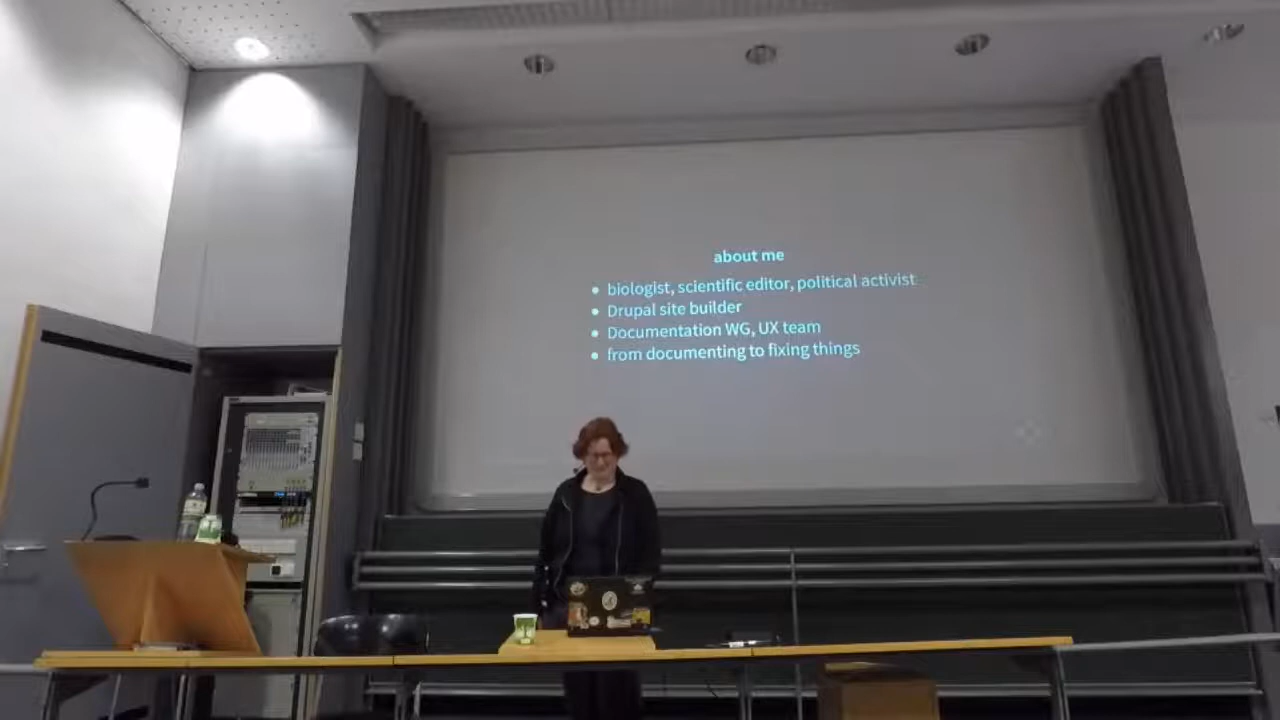 about me
biologist, scientific editor, political activist
Drupal site builder
Documentation WG, UX team
from documenting to fixing things